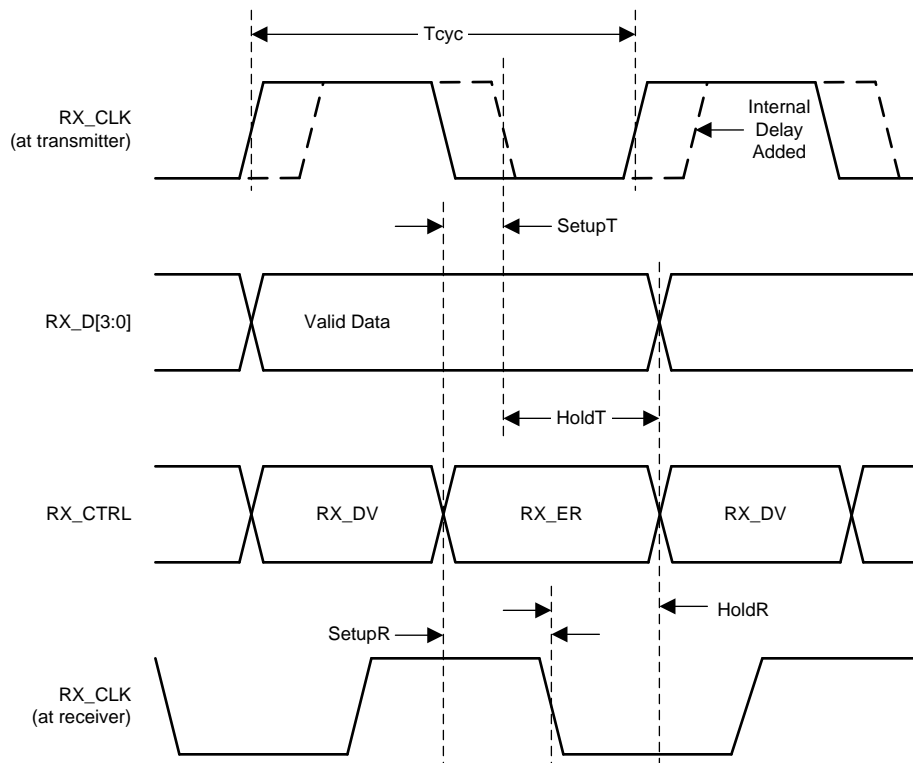 Tcyc
RX_CLK
(at transmitter)
Internal
Delay
Added
SetupT
RX_D[3:0]
Valid Data
HoldT
RX_CTRL
RX_DV
RX_ER
RX_DV
HoldR
SetupR
RX_CLK
(at receiver)